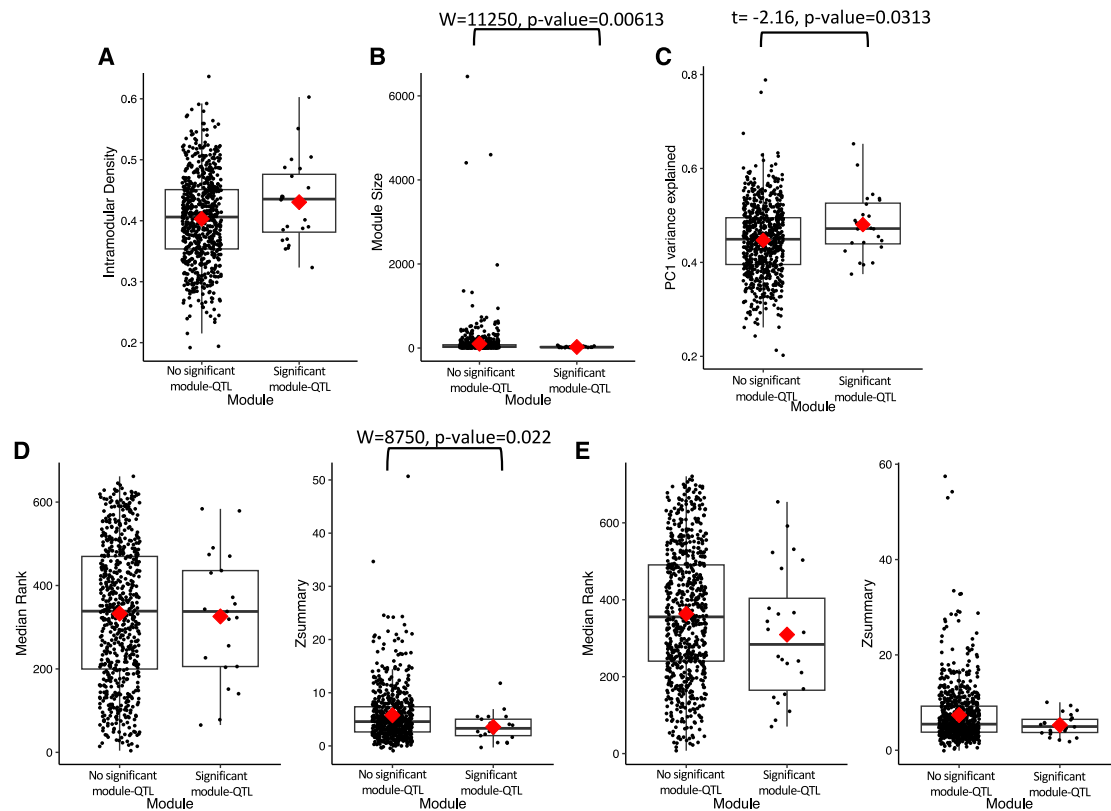 W=11250, p-value=0.00613
t= -2.16, p-value=0.0313
A
B
C
Intramodular Density
0.6
0.5
0.4
0.3
0.2
No significant
module-QTL
Significant
module-QTL
Module
Module Size
6000
4000
2000
0
No significant
module-QTL
Significant
module-QTL
Module
PC1 variance explained
0.8
0.6
0.4
0.2
No significant
module-QTL
Significant
module-QTL
Module
W=8750, p-value=0.022
D
E
Median Rank
600
400
200
0
No significant
module-QTL
Significant
module-QTL
Module
Zsummary
50
40
30
20
10
0
No significant
module-QTL
Significant
module-QTL
Module
Median Rank
600
400
200
0
No significant
module-QTL
Significant
module-QTL
Module
Zsummary
60
40
20
0
No significant
module-QTL
Significant
module-QTL
Module